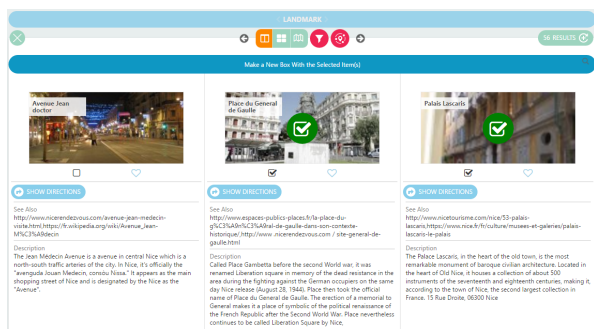 LANDMARK
56 RESULTS
Make a New Box With the Selected Item(s)
Avenue Jean
doctor
Place du General
de Gaulle
Palais Lascaris
SHOW DIRECTIONS
SHOW DIRECTIONS
SHOW DIRECTIONS
See Also
http://www.nicerendezvous.com/avenue-jean-medecin-
visite.html,https://fr.wikipedia.org/wiki/Avenue_Jean-
M%C3%A9decin
Description
The Jean Médecin Avenue is a avenue in central Nice which is a
north–south traffic arteries of the city. In Nice, it's officially the
"avenguda Jouan Medecin, consòu Nissa." It appears as the main
shopping street of Nice and is designated by the Nice as the
"Avenue".
See Also
http://www.espaces-publics-places.fr/la-place-du-
g%C3%A9n%C3%A9ral-de-gaulle-dans-son-contexte-
historique/,http://www .nicerendezvous.com / site-general-de-
gaulle.html
Description
Called Place Gambetta before the second World war, it was
renamed Liberation square in memory of the dead resistance in the
area during the fighting against the German occupiers on the same
day Nice release (August 28, 1944). Place then took the official
name of Place du General de Gaulle. The erection of a memorial to
General makes it a place of symbolic of the political renaissance of
the French Republic after the Second World War. Place nevertheless
continues to be called Liberation Square by Nice,
See Also
http://www.nicetourisme.com/nice/53-palais-
lascaris,https://www.nice.fr/fr/culture/musees-et-galeries/palais-
lascaris-le-palais
Description
The Palace Lascaris, in the heart of the old town, is the most
remarkable monument of baroque civilian architecture. Located in
the heart of Old Nice, it houses a collection of about 500
instruments of the seventeenth and eighteenth centuries, making it,
according to the town of Nice, the second largest collection in
France. 15 Rue Droite, 06300 Nice